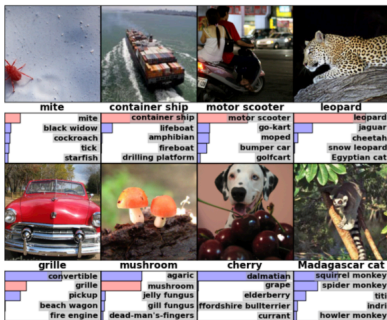 mite
container ship
motor scooter
leopard
mite
black widow
cockroach
tick
starfish
container ship
lifeboat
amphibian
fireboat
drilling platform
motor scooter
go-kart
moped
bumper car
golfcart
leopard
jaguar
cheetah
snow leopard
Egyptian cat
grille
mushroom
cherry
Madagascar cat
convertible
grille
pickup
beach wagon
fire engine
agaric
mushroom
jelly fungus
gill fungus
dead-man's-fingers
dalmatian
grape
elderberry
ffordshire bullterrier
currant
squirrel monkey
spider monkey
titi
indri
howler monkey